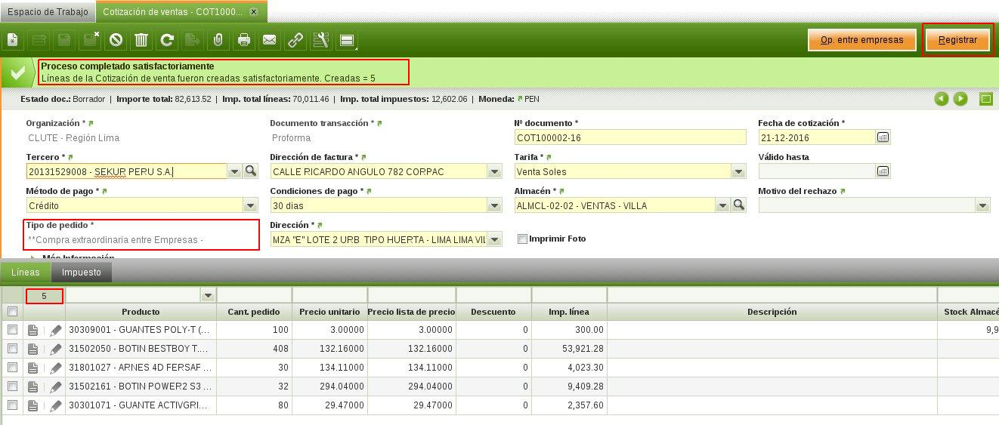 Espacio de Trabajo
Cotización de ventas - COT1000...
Op. entre empresas
Registrar
Proceso completado satisfactoriamente
Líneas de la Cotización de venta fueron creadas satisfactoriamente. Creadas = 5
Estado doc.: Borrador | Importe total: 82,613.52 | Imp. total líneas: 70,011.46 | Imp. total impuestos: 12,602.06 | Moneda: PEN
Organización * Documento transacción * Nº documento * Fecha de cotización *
CLUTE - Región Lima Proforma COT100002-16 21-12-2016
Tercero * Dirección de factura * Tarifa * Válido hasta
20131529008 - SEKUR PERU S.A. CALLE RICARDO ANGULO 782 CORPAC Venta Soles
Método de pago * Condiciones de pago * Almacén * Motivo del rechazo
Crédito 30 dias ALMCL-02-02 - VENTAS - VILLA
Tipo de pedido * Dirección *
**Compra extraordinaria entre Empresas - MZA "E" LOTE 2 URB TIPO HUERTA - LIMA LIMA VIL Imprimir Foto
Más Información
Líneas Impuesto
5
Producto Cant. pedido Precio unitario Precio lista de precio Descuento Imp. línea Descripción Stock Almacé
30309001 - GUANTES POLY-T (... 100 3.00000 3.00000 0 300.00 9,9
31502050 - BOTIN BESTBOY T.... 408 132.16000 132.16000 0 53,921.28
31801027 - ARNES 4D FERSAF ... 30 134.11000 134.11000 0 4,023.30
31502161 - BOTIN POWER2 S3 ... 32 294.04000 294.04000 0 9,409.28
30301071 - GUANTE ACTIVGRI... 80 29.47000 29.47000 0 2,357.60